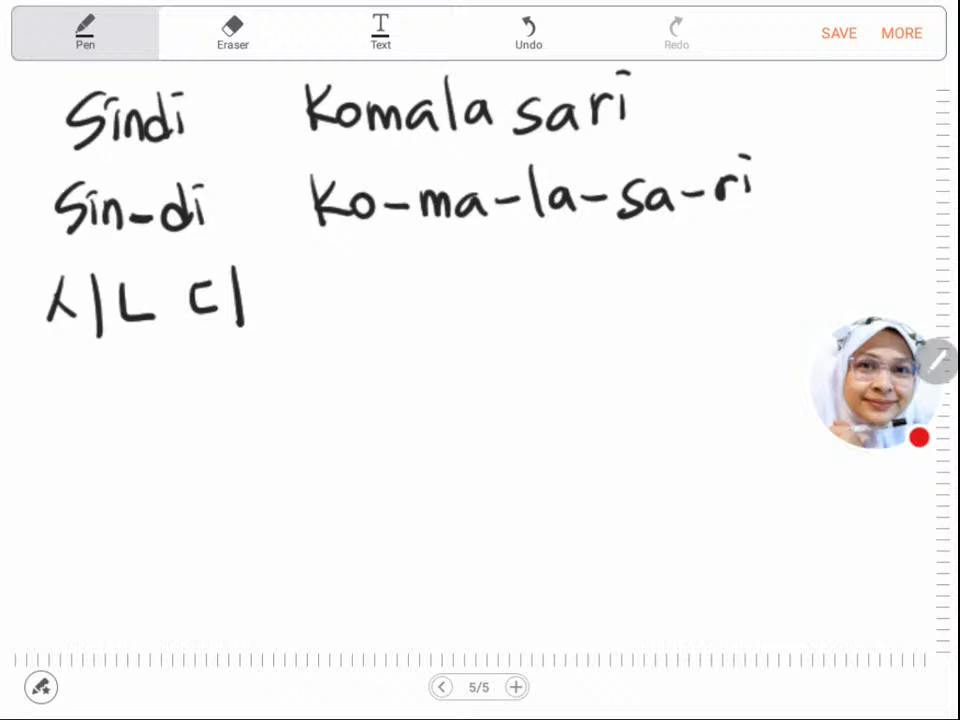 Pen Eraser Text Undo Redo SAVE MORE
Sindi Komala sari
Sin-di Ko-ma-la-sa-ri
시ㄴ 디
5/5